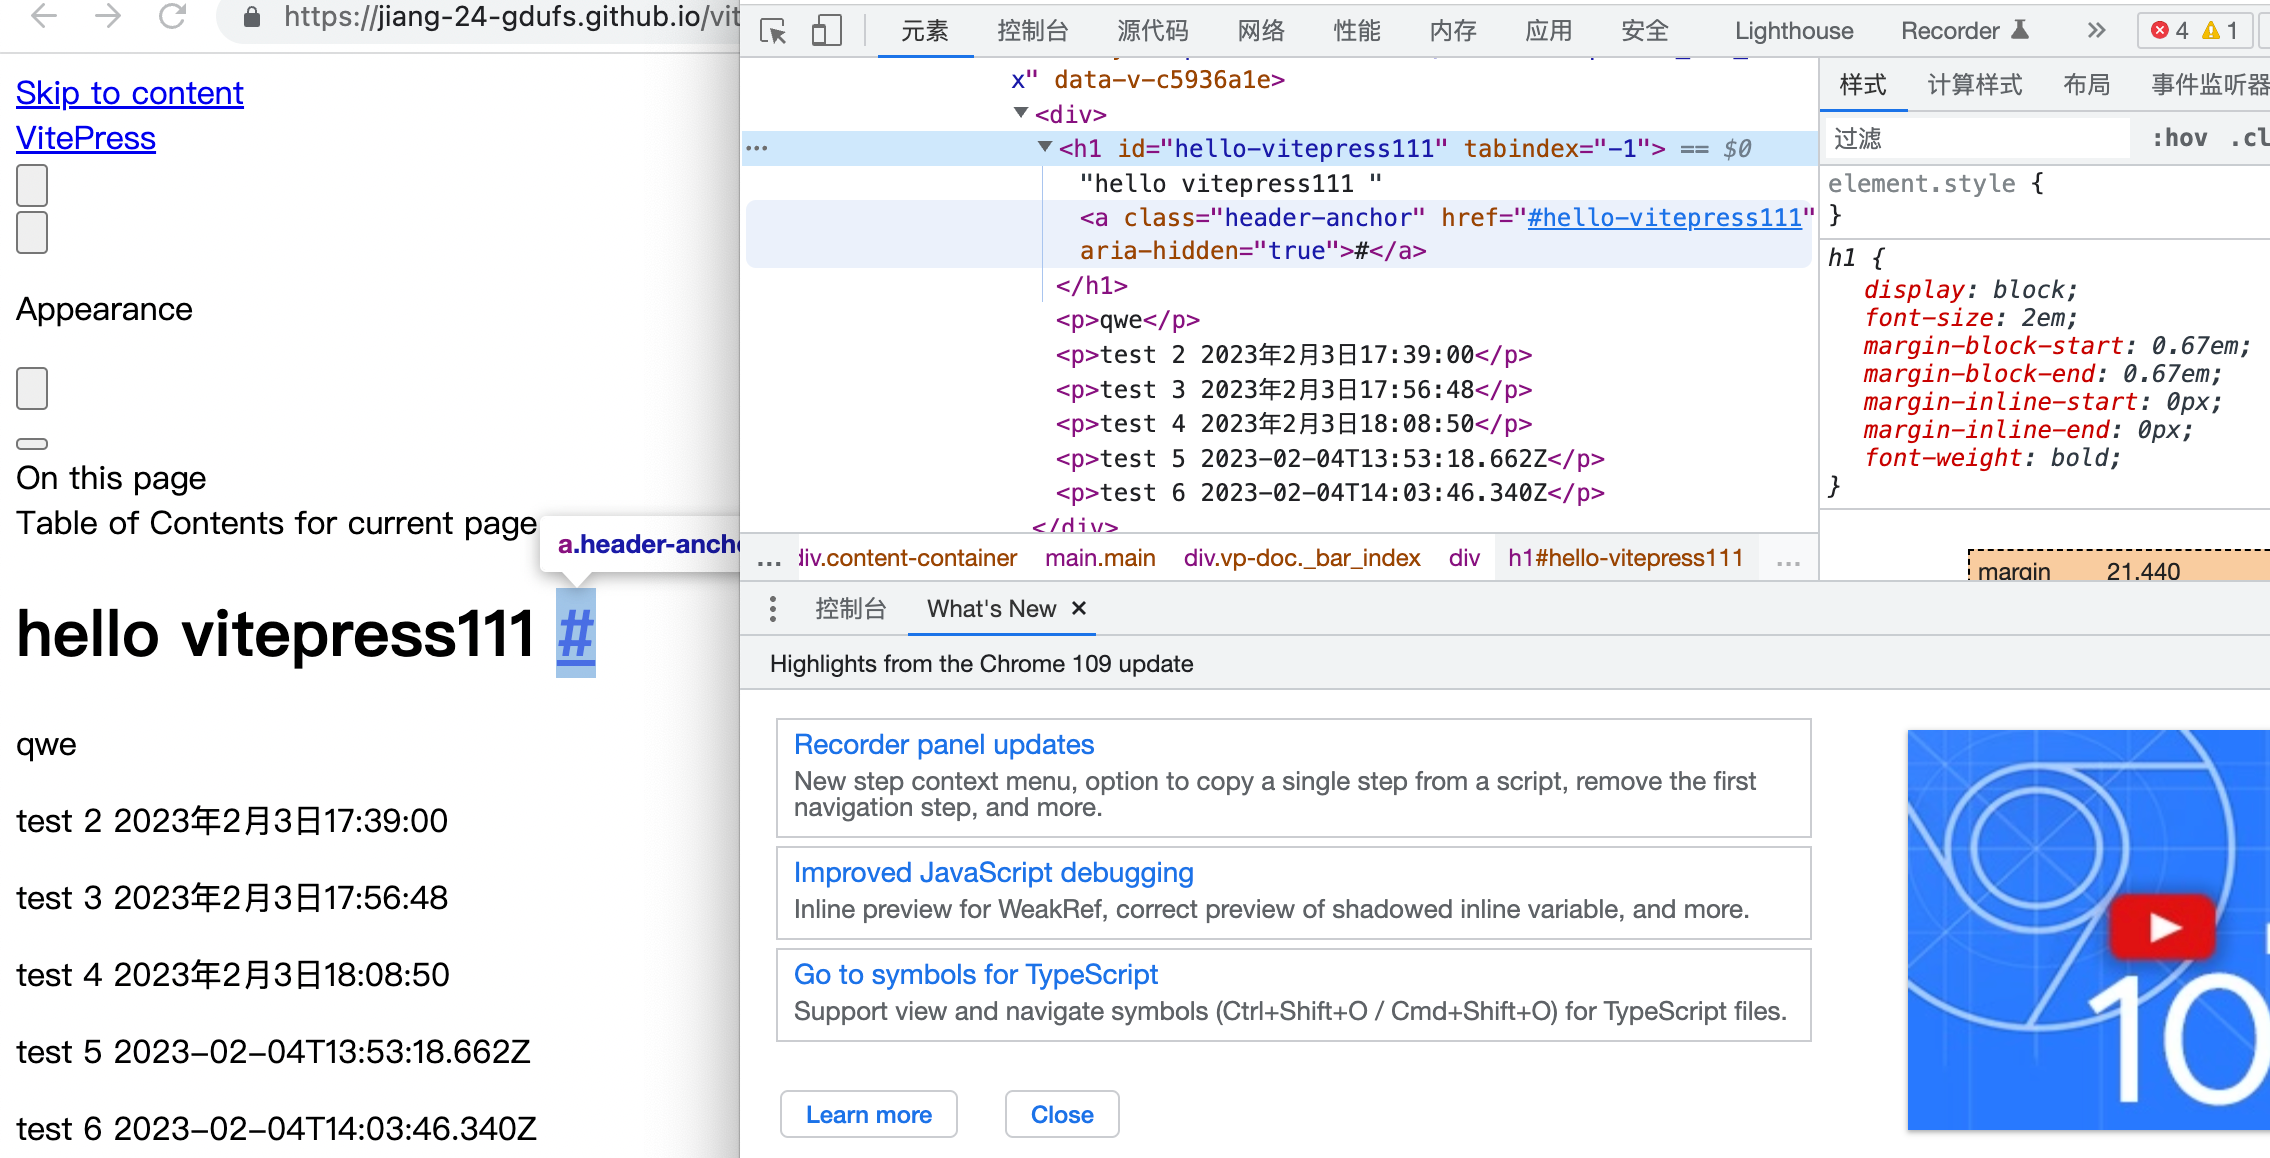 https://jiang-24-gdufs.github.io/vit
Skip to content
VitePress
Appearance
On this page
Table of Contents for current page
a.header-ancho
hello vitepress111 #
qwe
test 2 2023年2月3日17:39:00
test 3 2023年2月3日17:56:48
test 4 2023年2月3日18:08:50
test 5 2023-02-04T13:53:18.662Z
test 6 2023-02-04T14:03:46.340Z
元素 控制台 源代码 网络 性能 内存 应用 安全 Lighthouse Recorder » 4 1
x" data-v-c5936a1e>
<div>
<h1 id="hello-vitepress111" tabindex="-1"> == $0
"hello vitepress111 "
<a class="header-anchor" href="#hello-vitepress111"
aria-hidden="true">#</a>
</h1>
<p>qwe</p>
<p>test 2 2023年2月3日17:39:00</p>
<p>test 3 2023年2月3日17:56:48</p>
<p>test 4 2023年2月3日18:08:50</p>
<p>test 5 2023-02-04T13:53:18.662Z</p>
<p>test 6 2023-02-04T14:03:46.340Z</p>
</div>
... div.content-container main.main div.vp-doc._bar_index div h1#hello-vitepress111 ...
样式 计算样式 布局 事件监听器
过滤 :hov .cl
element.style {
}
h1 {
display: block;
font-size: 2em;
margin-block-start: 0.67em;
margin-block-end: 0.67em;
margin-inline-start: 0px;
margin-inline-end: 0px;
font-weight: bold;
}
margin 21.440
控制台 What's New ×
Highlights from the Chrome 109 update
Recorder panel updates
New step context menu, option to copy a single step from a script, remove the first
navigation step, and more.
Improved JavaScript debugging
Inline preview for WeakRef, correct preview of shadowed inline variable, and more.
Go to symbols for TypeScript
Support view and navigate symbols (Ctrl+Shift+O / Cmd+Shift+O) for TypeScript files.
Learn more Close
10